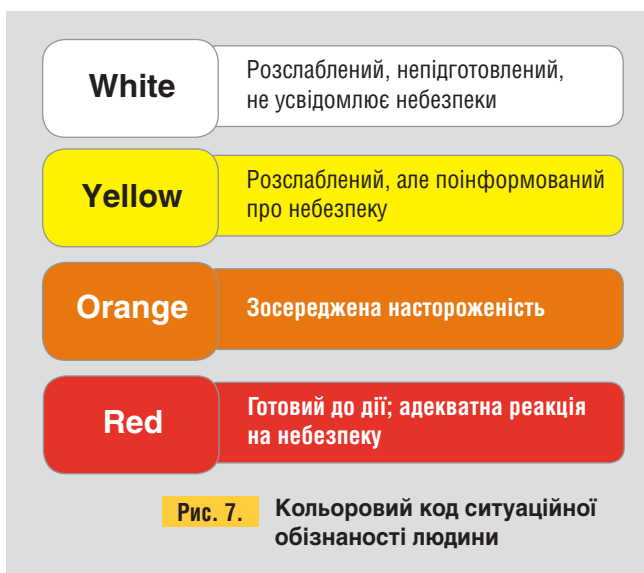 White
Розслаблений, непідготовлений,
не усвідомлює небезпеки
Yellow
Розслаблений, але поінформований
про небезпеку
Orange
Зосереджена настороженість
Red
Готовий до дії; адекватна реакція
на небезпеку
Рис. 7. Кольоровий код ситуаційної
обізнаності людини